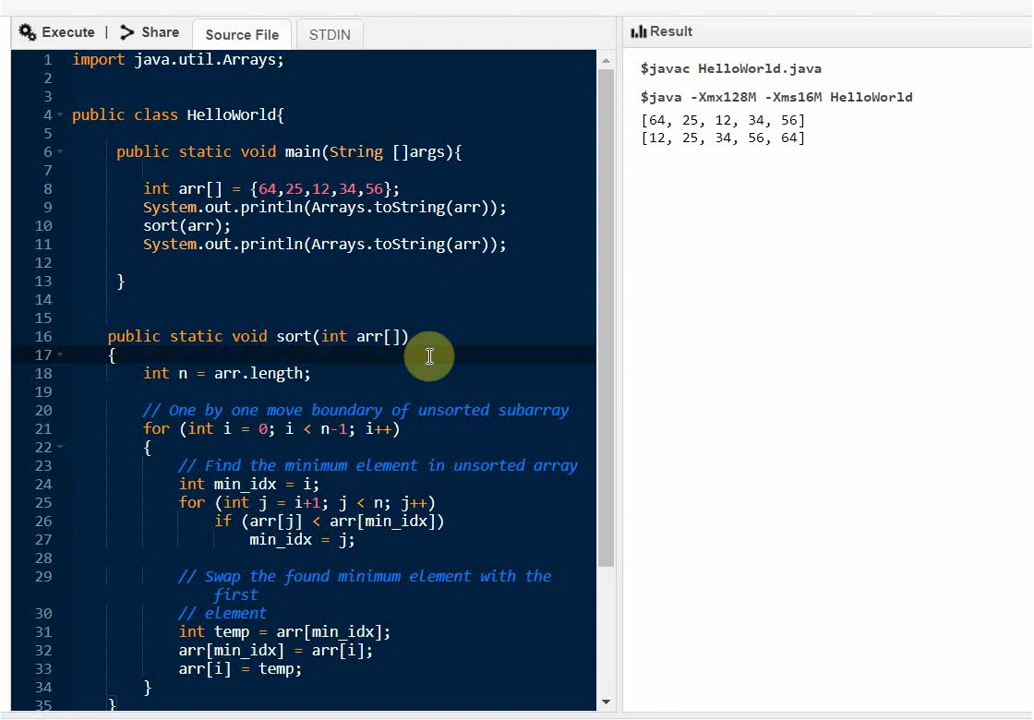 Execute | Share Source File STDIN
1 import java.util.Arrays;
2
3
4 public class HelloWorld{
5
6 public static void main(String []args){
7
8 int arr[] = {64,25,12,34,56};
9 System.out.println(Arrays.toString(arr));
10 sort(arr);
11 System.out.println(Arrays.toString(arr));
12
13 }
14
15
16 public static void sort(int arr[])
17 {
18 int n = arr.length;
19
20 // One by one move boundary of unsorted subarray
21 for (int i = 0; i < n-1; i++)
22 {
23 // Find the minimum element in unsorted array
24 int min_idx = i;
25 for (int j = i+1; j < n; j++)
26 if (arr[j] < arr[min_idx])
27 min_idx = j;
28
29 // Swap the found minimum element with the
first
30 // element
31 int temp = arr[min_idx];
32 arr[min_idx] = arr[i];
33 arr[i] = temp;
34 }
35 }
Result
$javac HelloWorld.java
$java -Xmx128M -Xms16M HelloWorld
[64, 25, 12, 34, 56]
[12, 25, 34, 56, 64]